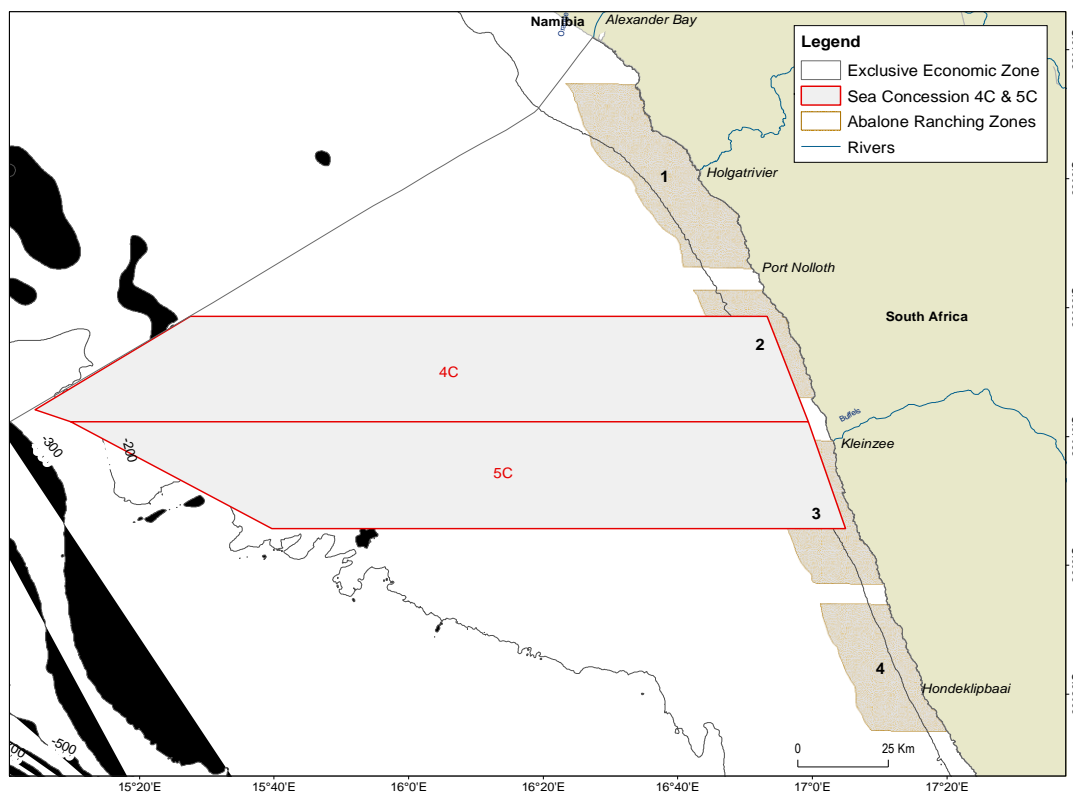 Namibia
Alexander Bay
Legend
Exclusive Economic Zone
Sea Concession 4C & 5C
Abalone Ranching Zones
Rivers
1
Holgatrivier
Port Nolloth
South Africa
2
4C
Buffels
Kleinzee
-300
-200
5C
3
4
Hondeklipbaai
-500
0 25 Km
15°20'E 15°40'E 16°0'E 16°20'E 16°40'E 17°0'E 17°20'E